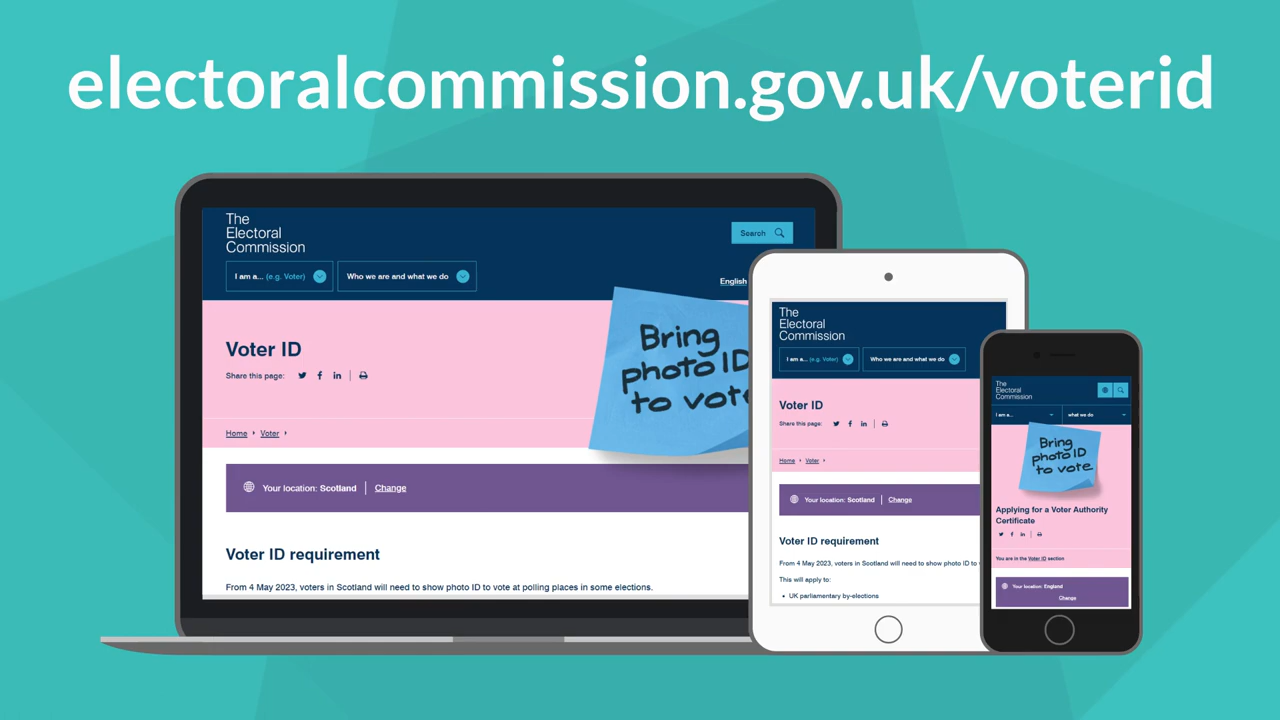 electoralcommission.gov.uk/voterid
The
Electoral
Commission
Search
I am a... (e.g. Voter)
Who we are and what we do
English
Voter ID
Share this page:
Home
Voter
Bring
photo ID
to vote
Your location: Scotland
Change
Voter ID requirement
From 4 May 2023, voters in Scotland will need to show photo ID to vote at polling places in some elections.
The
Electoral
Commission
I am a... (e.g. Voter)
Who we are and what we do
Voter ID
Share this page:
Home
Voter
Your location: Scotland
Change
Voter ID requirement
From 4 May 2023, voters in Scotland will need to show photo ID to
This will apply to:
• UK parliamentary by-elections
The
Electoral
Commission
I am a...
what we do
Bring
photo ID
to vote
Applying for a Voter Authority
Certificate
You are in the Voter ID section
Your location: England
Change